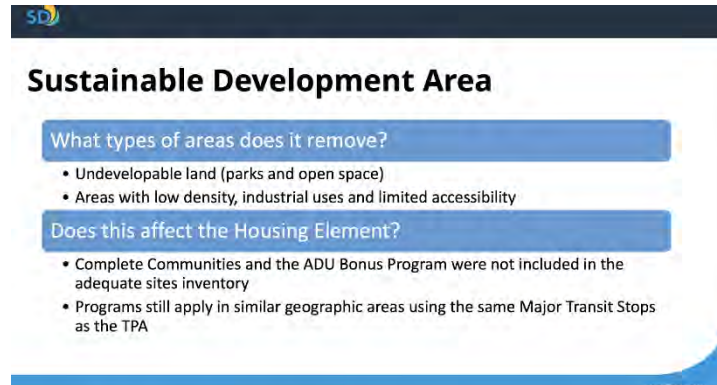 SD
Sustainable Development Area
What types of areas does it remove?
• Undevelopable land (parks and open space)
• Areas with low density, industrial uses and limited accessibility
Does this affect the Housing Element?
• Complete Communities and the ADU Bonus Program were not included in the
adequate sites inventory
• Programs still apply in similar geographic areas using the same Major Transit Stops
as the TPA